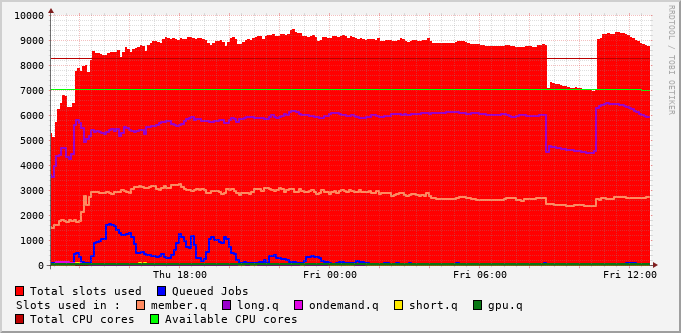 10000
9000
8000
7000
6000
5000
4000
3000
2000
1000
0
Thu 18:00 Fri 00:00 Fri 06:00 Fri 12:00
RRDTOOL / TOBI OETIKER
Total slots used Queued Jobs
Slots used in : member.q long.q ondemand.q short.q gpu.q
Total CPU cores Available CPU cores